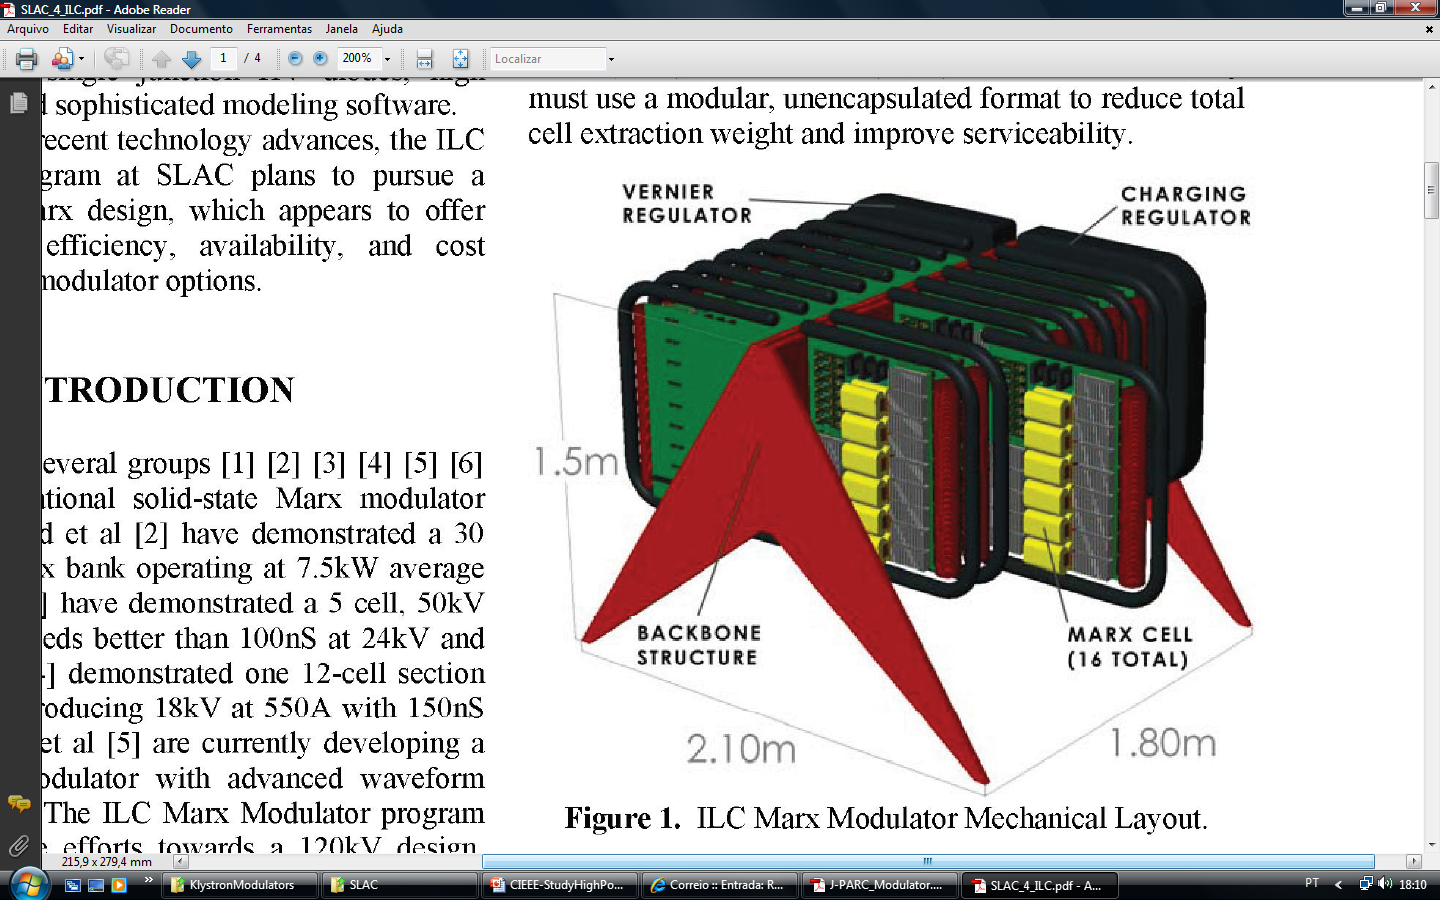 SLAC_4_ILC.pdf - Adobe Reader
Arquivo Editar Visualizar Documento Ferramentas Janela Ajuda
1 / 4 200% Localizar
sophisticated modeling software.
recent technology advances, the ILC
at SLAC plans to pursue a
design, which appears to offer
efficiency, availability, and cost
modulator options.
TRODUCTION
everal groups [1] [2] [3] [4] [5] [6]
tional solid-state Marx modulator
d et al [2] have demonstrated a 30
x bank operating at 7.5kW average
] have demonstrated a 5 cell, 50kV
eds better than 100nS at 24kV and
] demonstrated one 12-cell section
roducing 18kV at 550A with 150nS
et al [5] are currently developing a
odulator with advanced waveform
The ILC Marx Modulator program
efforts towards a 120kV design,
must use a modular, unencapsulated format to reduce total
cell extraction weight and improve serviceability.
VERNIER
REGULATOR
CHARGING
REGULATOR
1.5m
BACKBONE
STRUCTURE
MARX CELL
(16 TOTAL)
2.10m
1.80m
Figure 1. ILC Marx Modulator Mechanical Layout.
215,9 x 279,4 mm
KlystronModulators
SLAC
CIEEE-StudyHighPo...
Correio :: Entrada: R...
J-PARC_Modulator....
SLAC_4_ILC.pdf - A...
PT
18:10